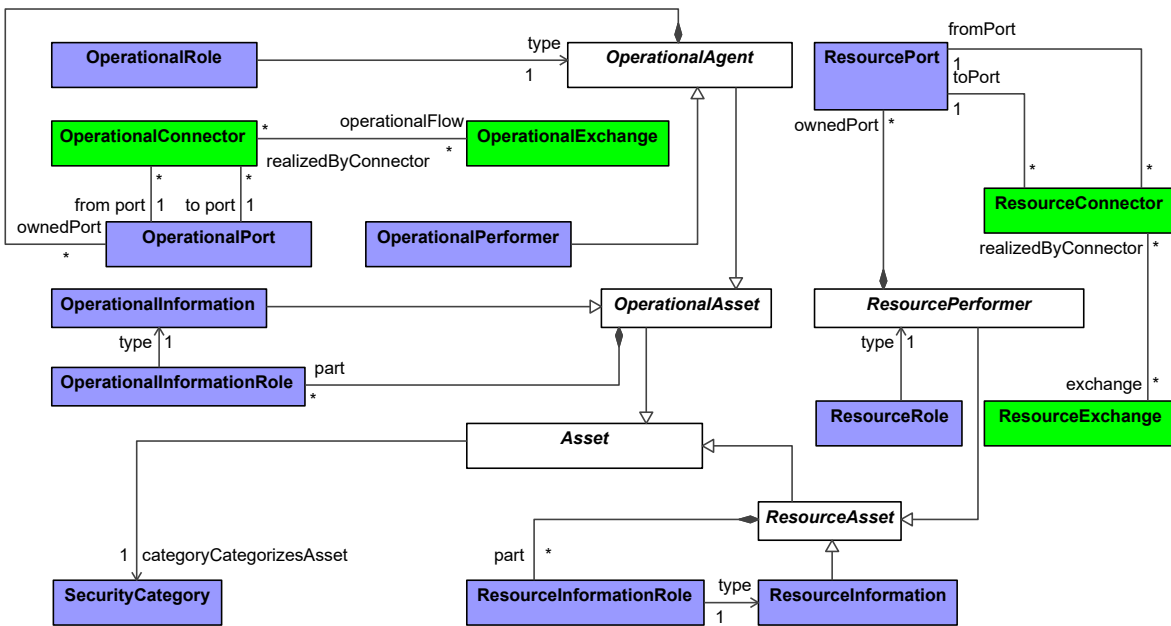 fromPort
type
OperationalRole
OperationalAgent
ResourcePort
1
1
toPort
1
OperationalConnector
*
operationalFlow
OperationalExchange
ownedPort
*
realizedByConnector
*
*
*
*
*
from port
1
to port
1
ResourceConnector
ownedPort
OperationalPort
OperationalPerformer
realizedByConnector
*
*
OperationalInformation
OperationalAsset
ResourcePerformer
type
1
type
1
part
OperationalInformationRole
*
exchange
*
ResourceRole
ResourceExchange
Asset
ResourceAsset
1
categoryCategorizesAsset
part
*
SecurityCategory
ResourceInformationRole
type
ResourceInformation
1